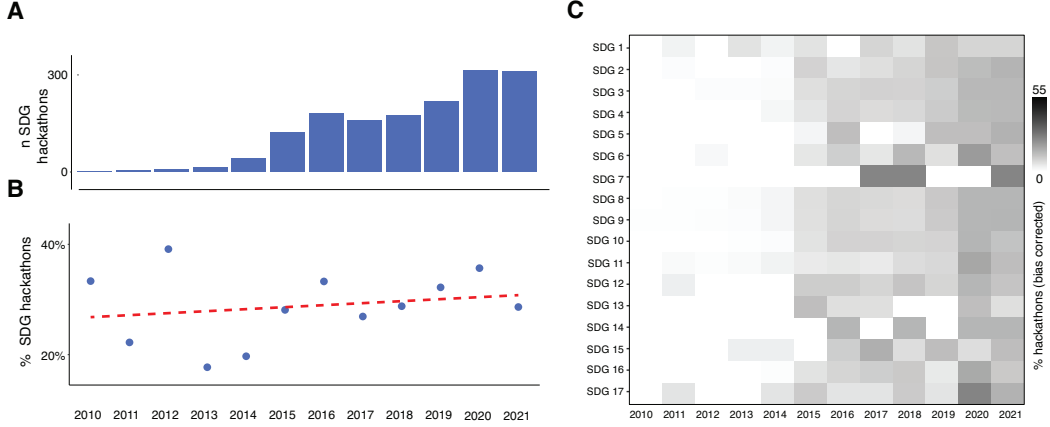 A
n SDG
hackathons
300
0
B
% SDG hackathons
40%
20%
2010 2011 2012 2013 2014 2015 2016 2017 2018 2019 2020 2021
C
SDG 1
SDG 2
SDG 3
SDG 4
SDG 5
SDG 6
SDG 7
SDG 8
SDG 9
SDG 10
SDG 11
SDG 12
SDG 13
SDG 14
SDG 15
SDG 16
SDG 17
2010 2011 2012 2013 2014 2015 2016 2017 2018 2019 2020 2021
55
0
% hackathons (bias corrected)